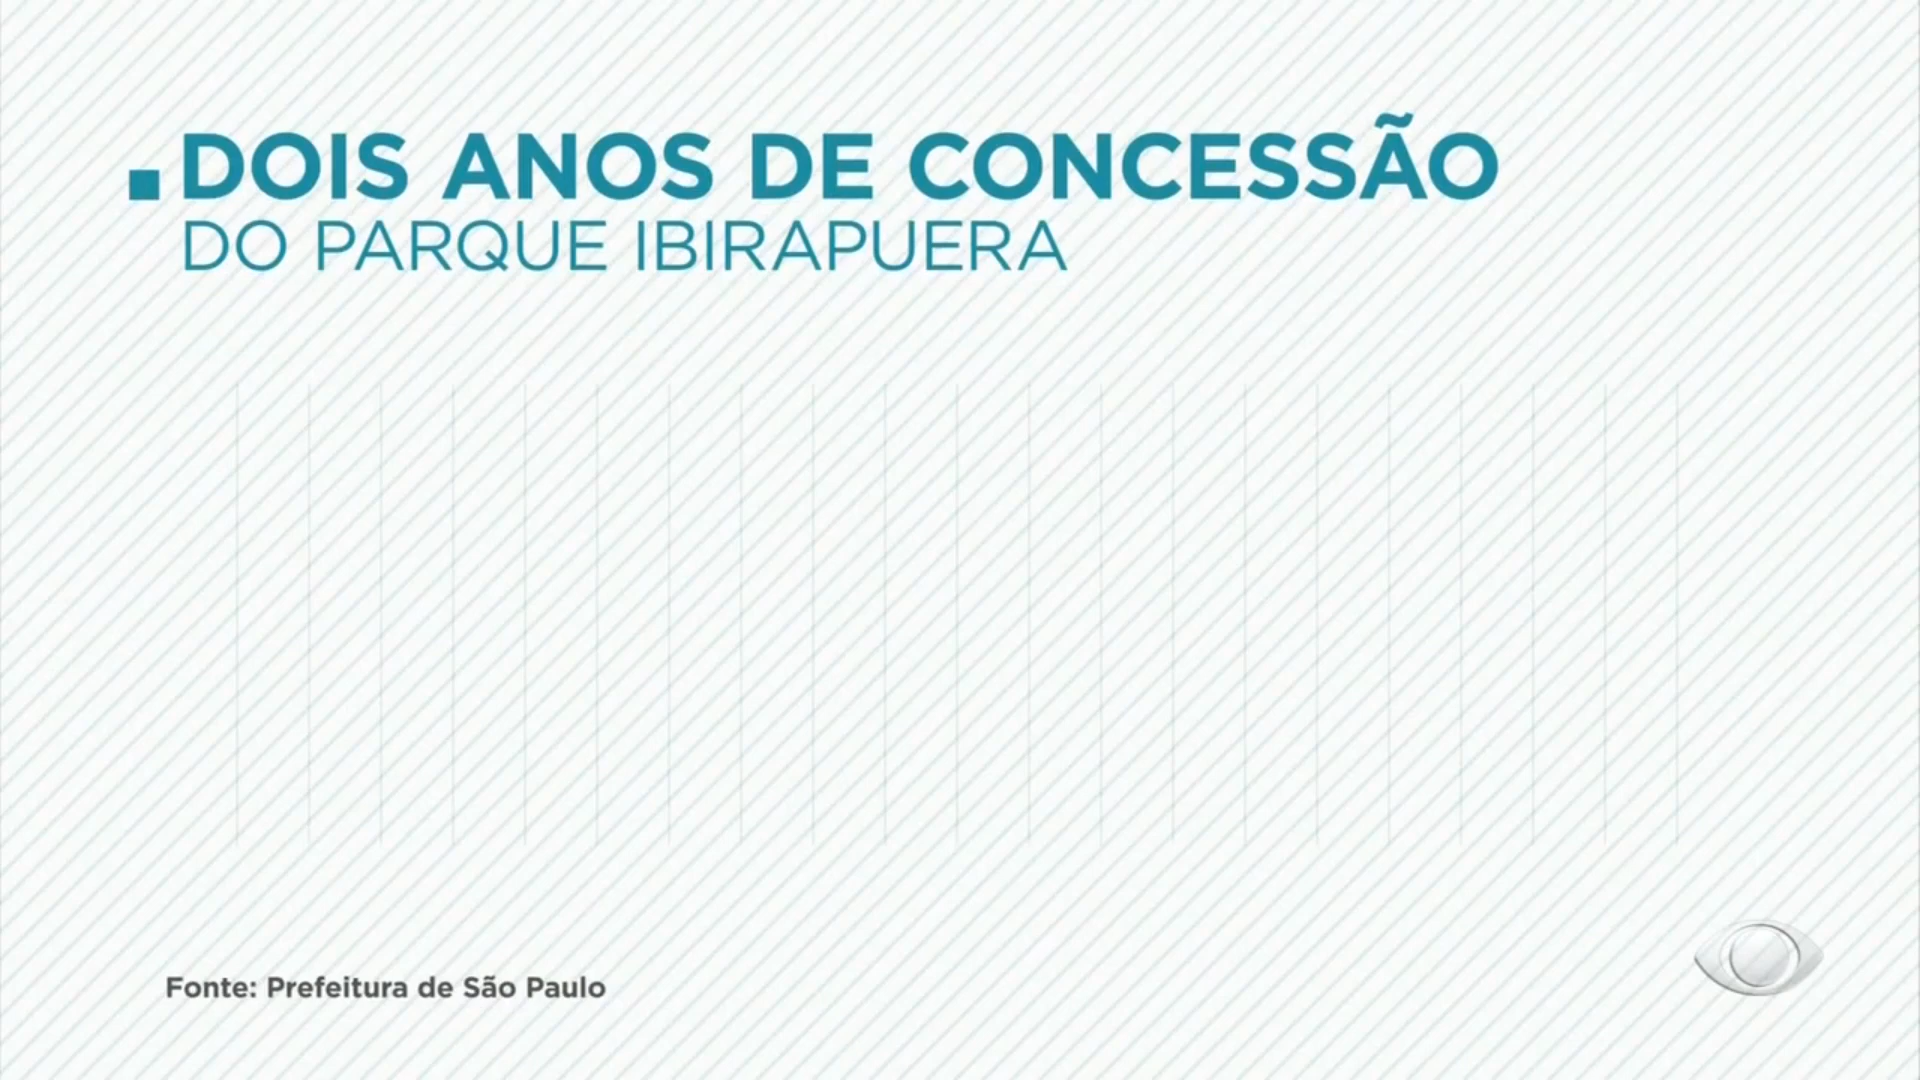 DOIS ANOS DE CONCESSÃO
DO PARQUE IBIRAPUERA
Fonte: Prefeitura de São Paulo